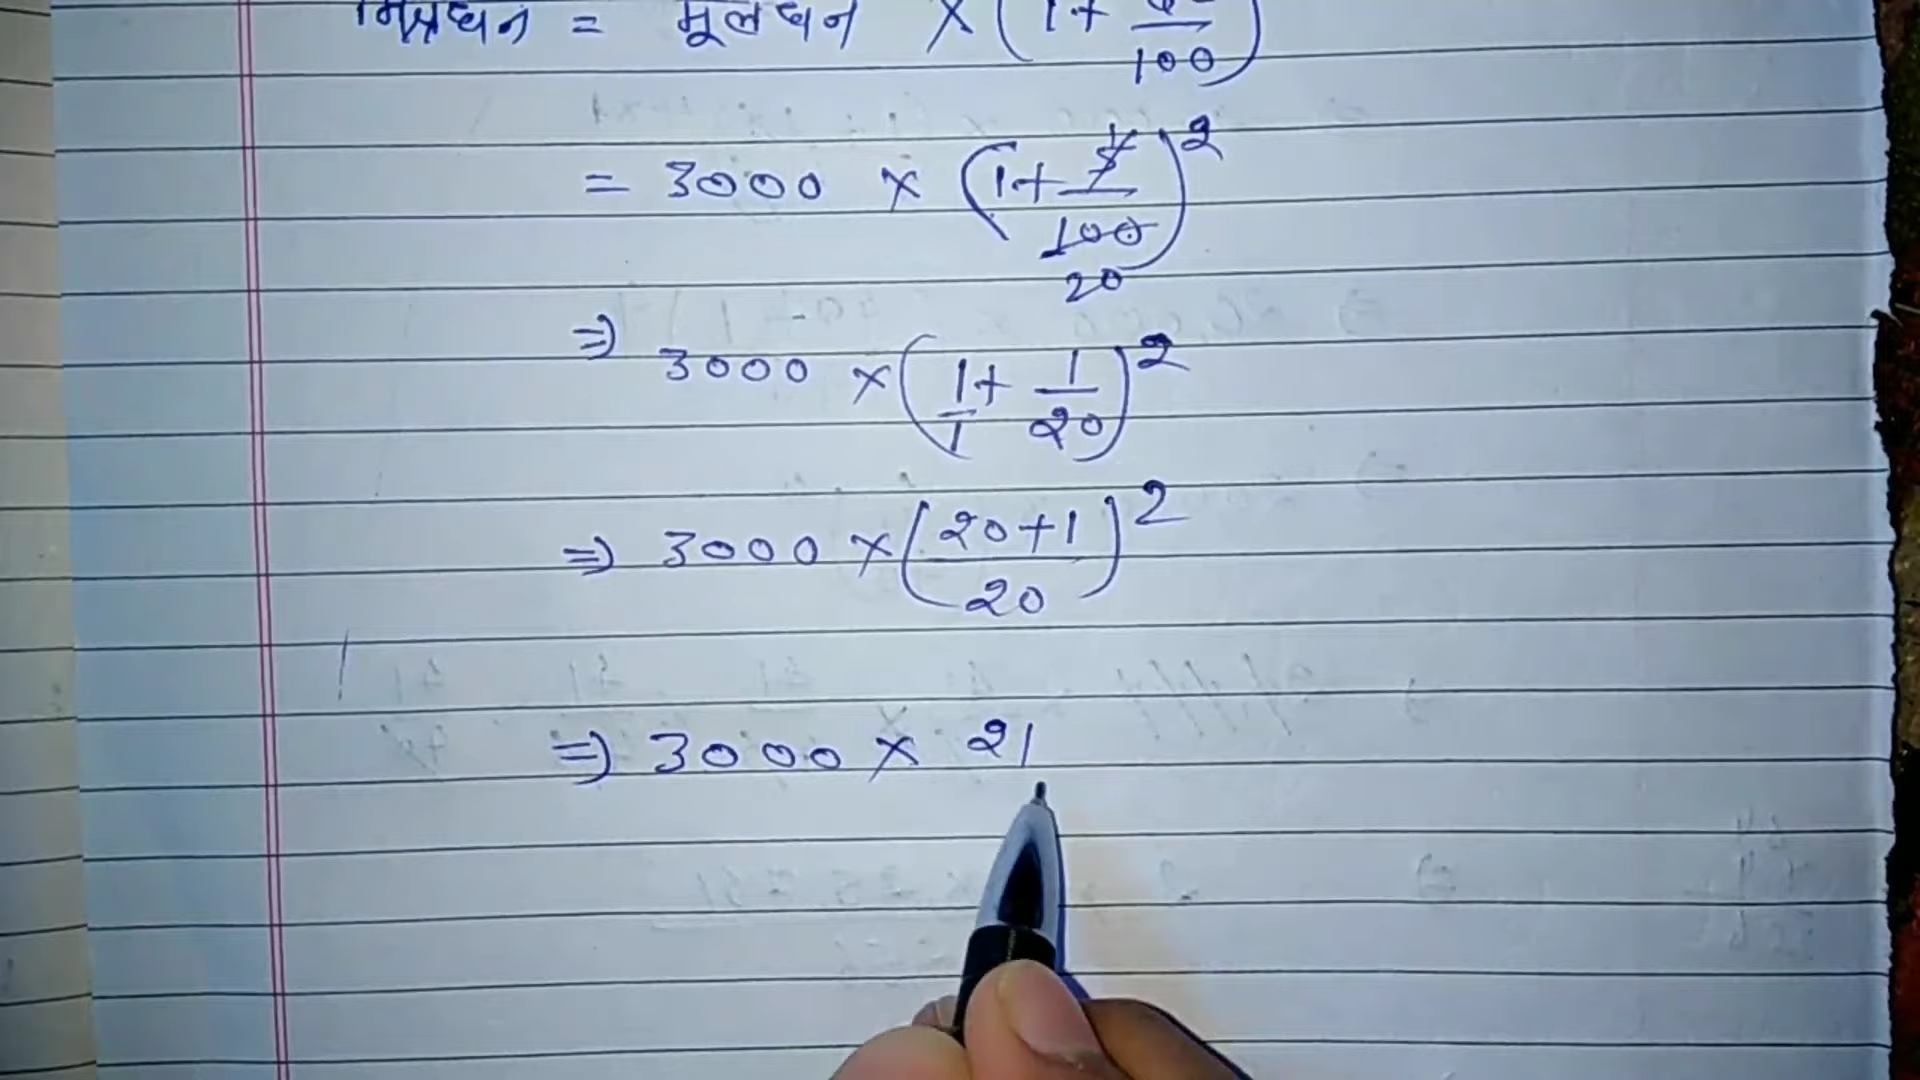 मिश्रधन = मूलधन × (1+ /100)
= 3000 × (1+ 5/100)² 1 20
⇒ 3000 × (1/1 + 1/20)²
⇒ 3000 × (20+1/20)²
⇒ 3000 × 21